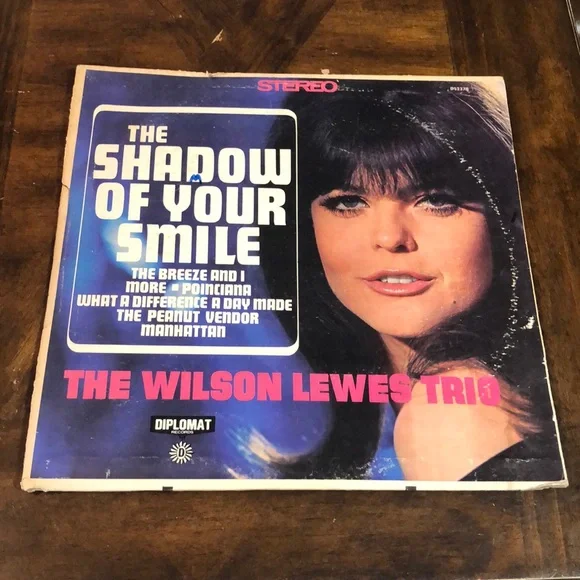 STEREO
THE
SHADOW
OF YOUR
SMILE
THE BREEZE AND I
MORE • POINCIANA
WHAT A DIFFERENCE A DAY MADE
THE PEANUT VENDOR
MANHATTAN
THE WILSON LEWES TRIO
DIPLOMAT
RECORDS
D